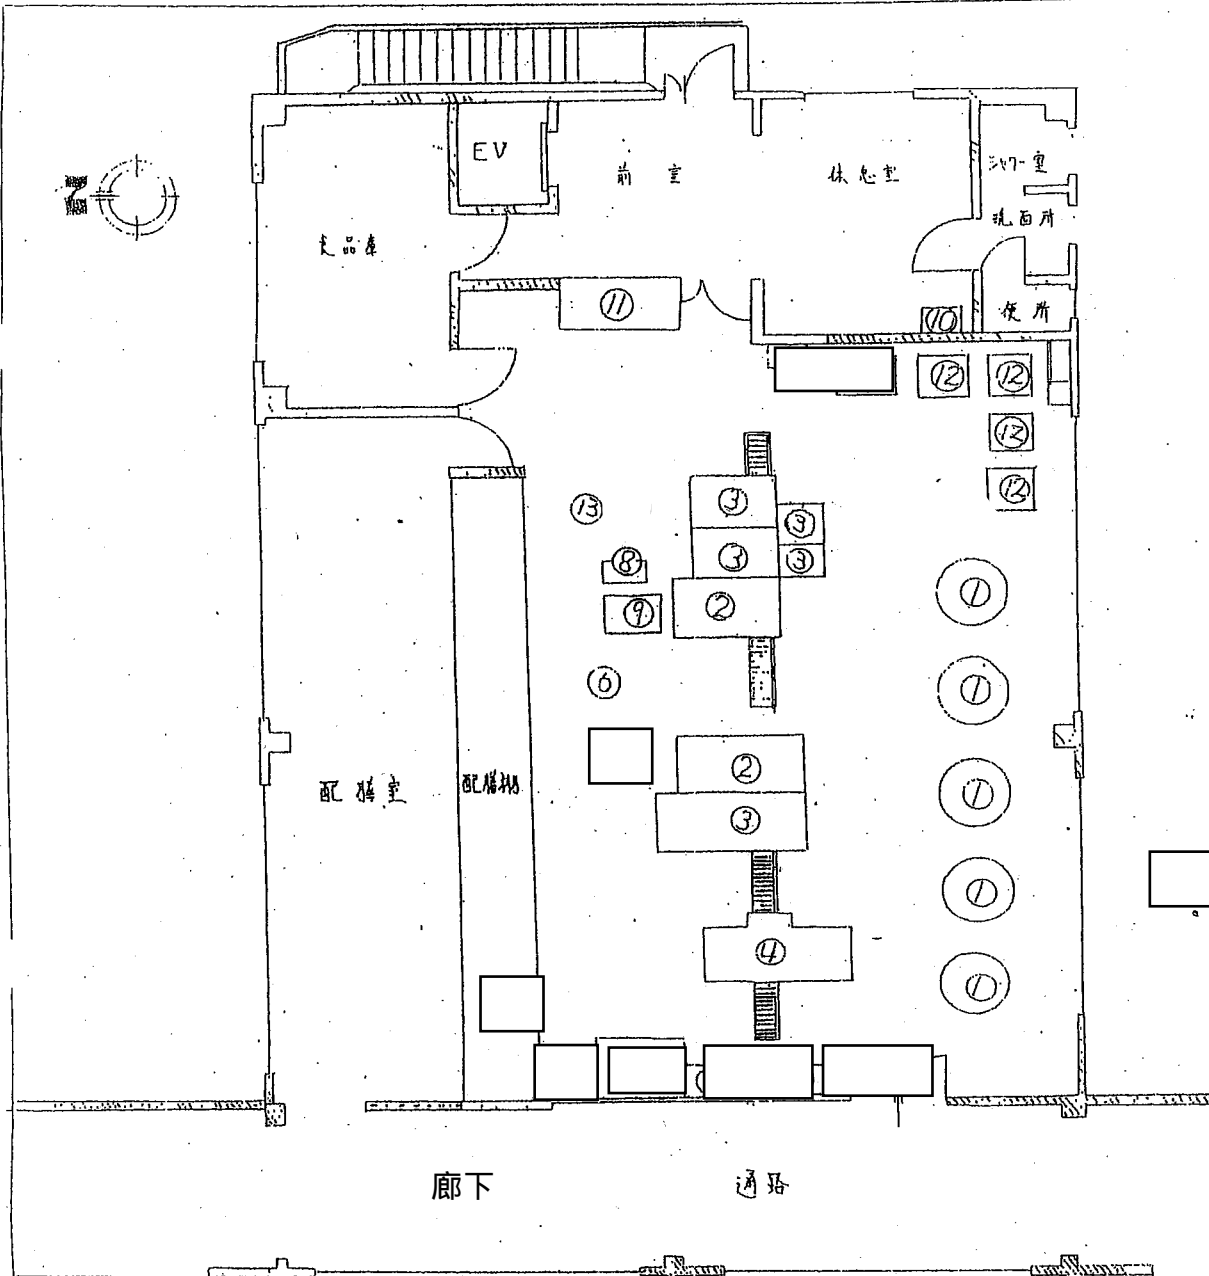 EV
前室
休息室
シャワー室
洗面所
便所
食品庫
N
⑪
⑩
⑫
⑫
⑫
⑫
③
③
③
③
⑬
⑧
⑨
②
⑥
①
①
①
①
①
②
③
④
配膳室
配膳棚
廊下
通路